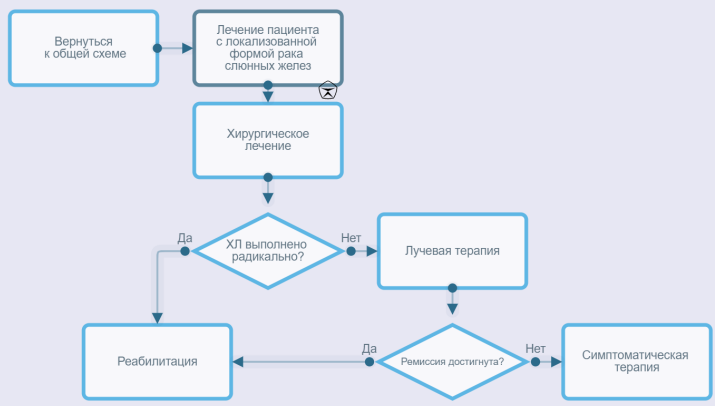 Вернуться
к общей схеме
Лечение пациента
с локализованной
формой рака
слюнных желез
Хирургическое
лечение
Да
ХЛ выполнено
радикально?
Нет
Лучевая терапия
Реабилитация
Да
Ремиссия достигнута?
Нет
Симптоматическая
терапия